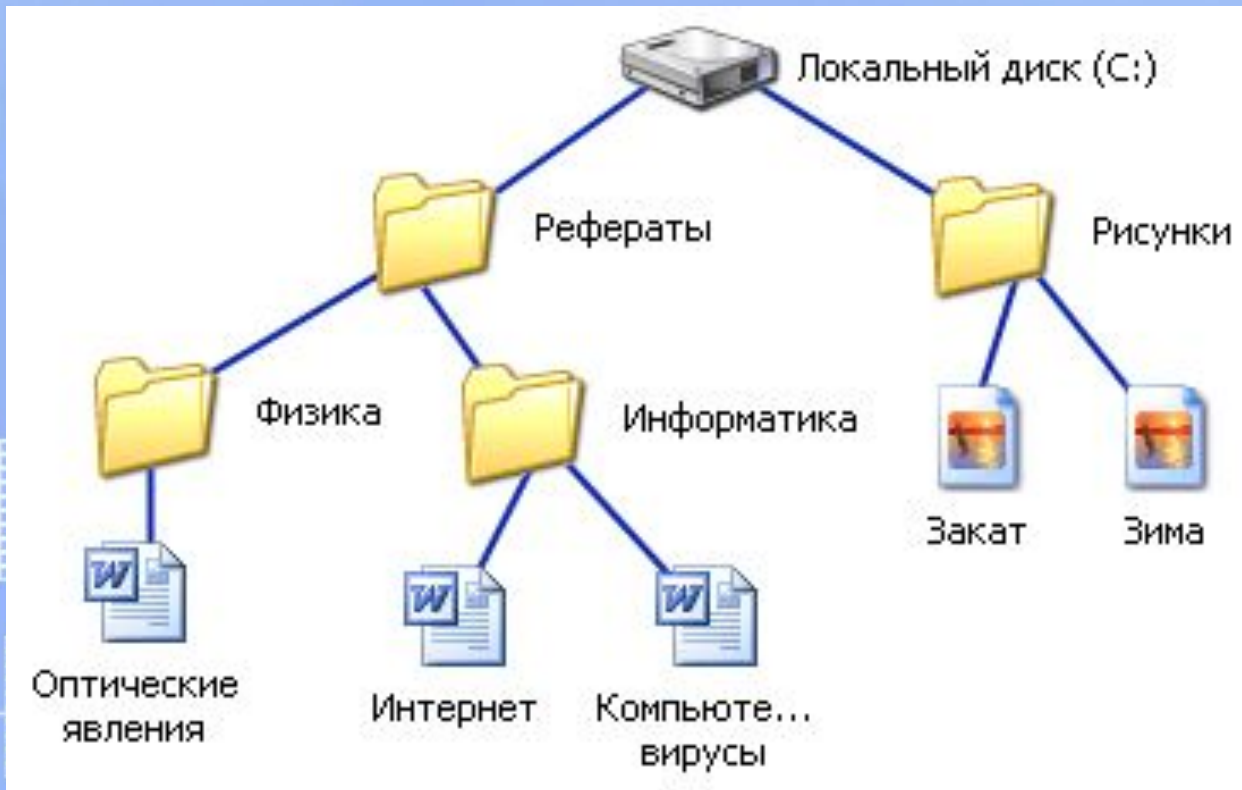 Локальный диск (C:)
Рефераты
Рисунки
Физика
Информатика
Закат
Зима
Оптические
явления
Интернет
Компьюте...
вирусы